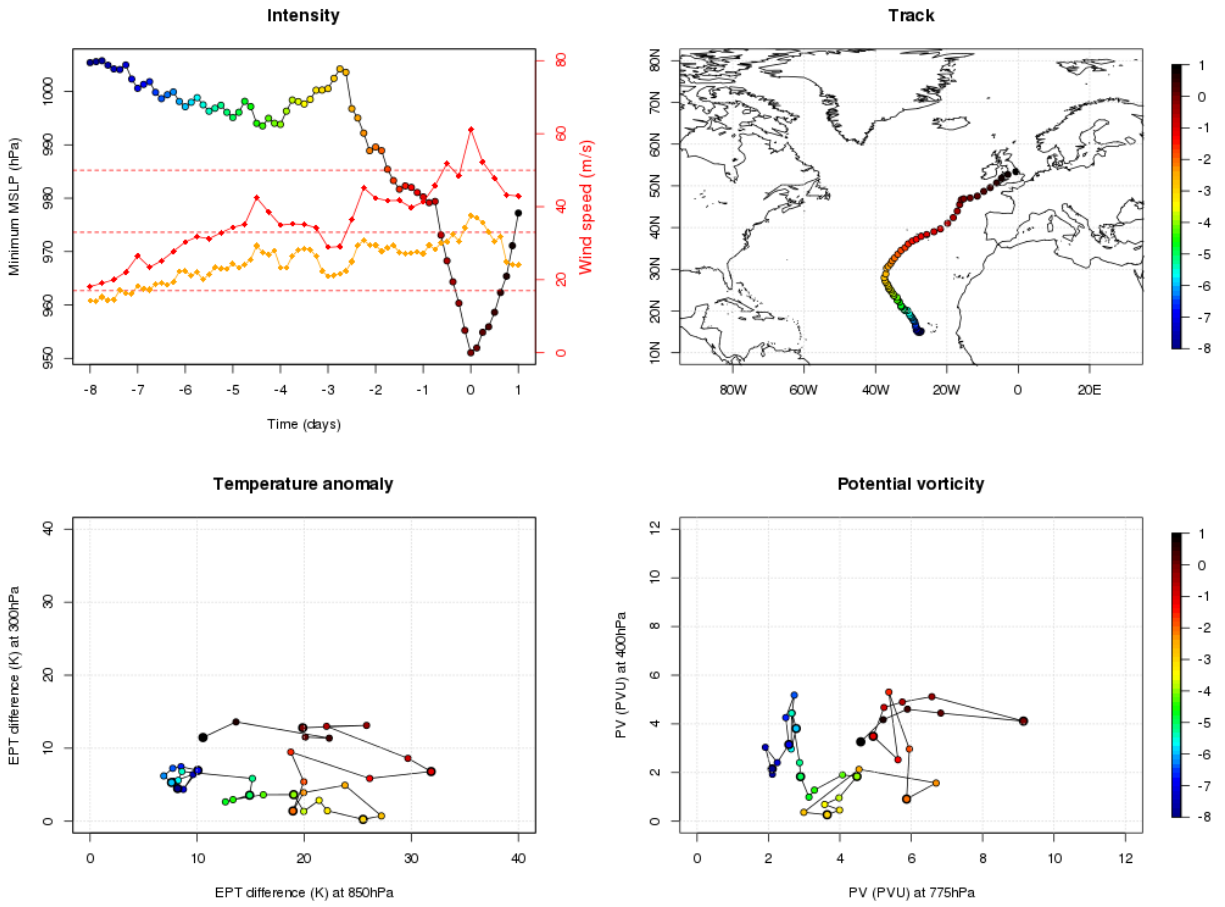 Intensity
Minimum MSLP (hPa)
950 960 970 980 990 1000
0 20 40 60 80
Wind speed (m/s)
-8 -7 -6 -5 -4 -3 -2 -1 0 1
Time (days)
Track
80N
70N
60N
50N
40N
30N
20N
10N
80W 60W 40W 20W 0 20E
1
0
-1
-2
-3
-4
-5
-6
-7
-8
Temperature anomaly
EPT difference (K) at 300hPa
0 10 20 30 40
0 10 20 30 40
EPT difference (K) at 850hPa
Potential vorticity
PV (PVU) at 400hPa
0 2 4 6 8 10 12
0 2 4 6 8 10 12
PV (PVU) at 775hPa
1
0
-1
-2
-3
-4
-5
-6
-7
-8